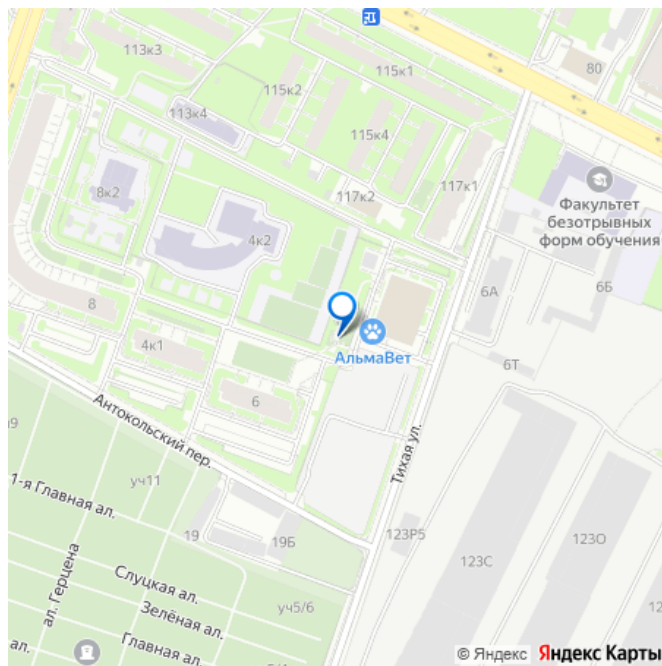 113к3
115к1
80
115к2
113к4
115к4
117к2
117к1
8к2
Факультет
безотрывных
форм обучения
4к2
6А
6Б
8
4к1
АльмаВет
6Т
6
Антокольский пер.
Тихая ул.
уч11
1-я Главная ал.
19
19Б
123Р5
123С
123О
ал. Герцена
Слуцкая ал.
Зелёная ал.
уч5/6
Главная ал.
ал.
© Яндекс Яндекс Карты